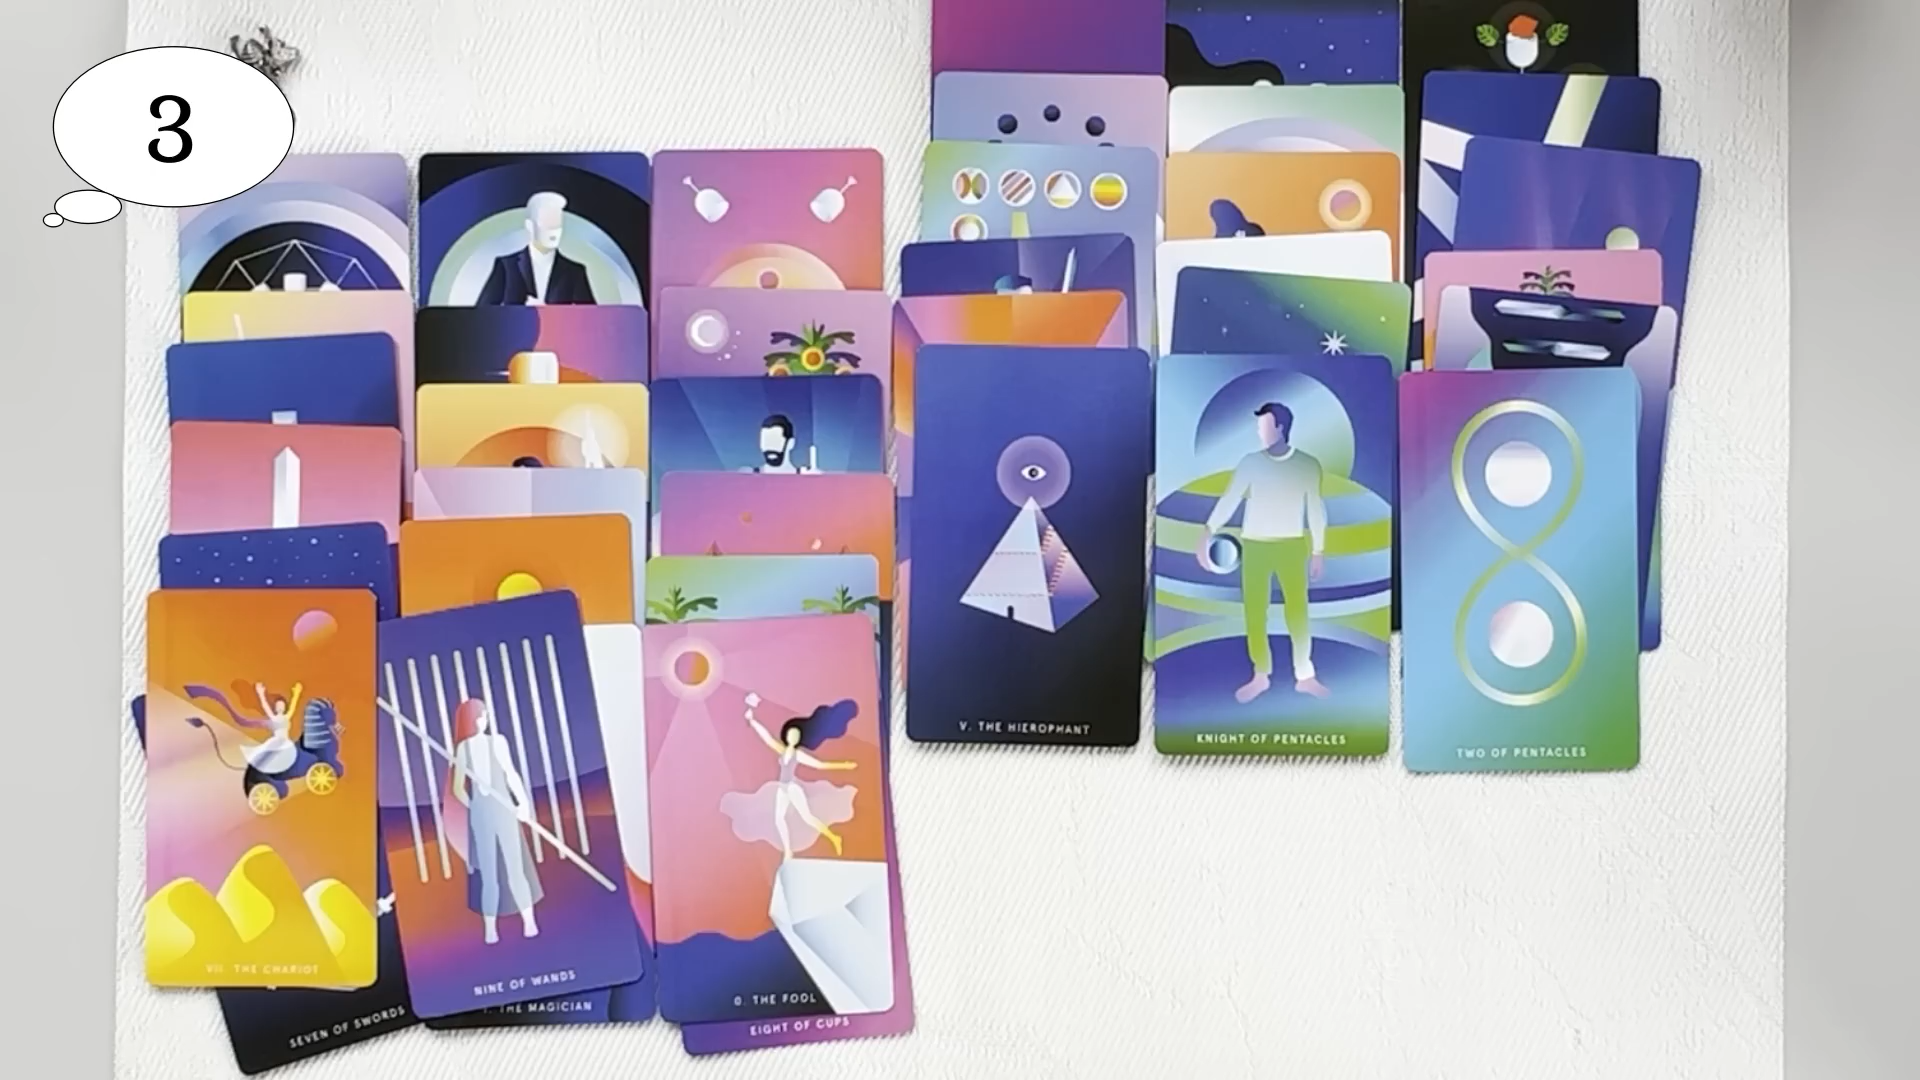 3
V. THE HIEROPHANT
KNIGHT OF PENTACLES
TWO OF PENTACLES
VII THE CHARIOT
NINE OF WANDS
0. THE FOOL
SEVEN OF SWORDS
THE MAGICIAN
EIGHT OF CUPS